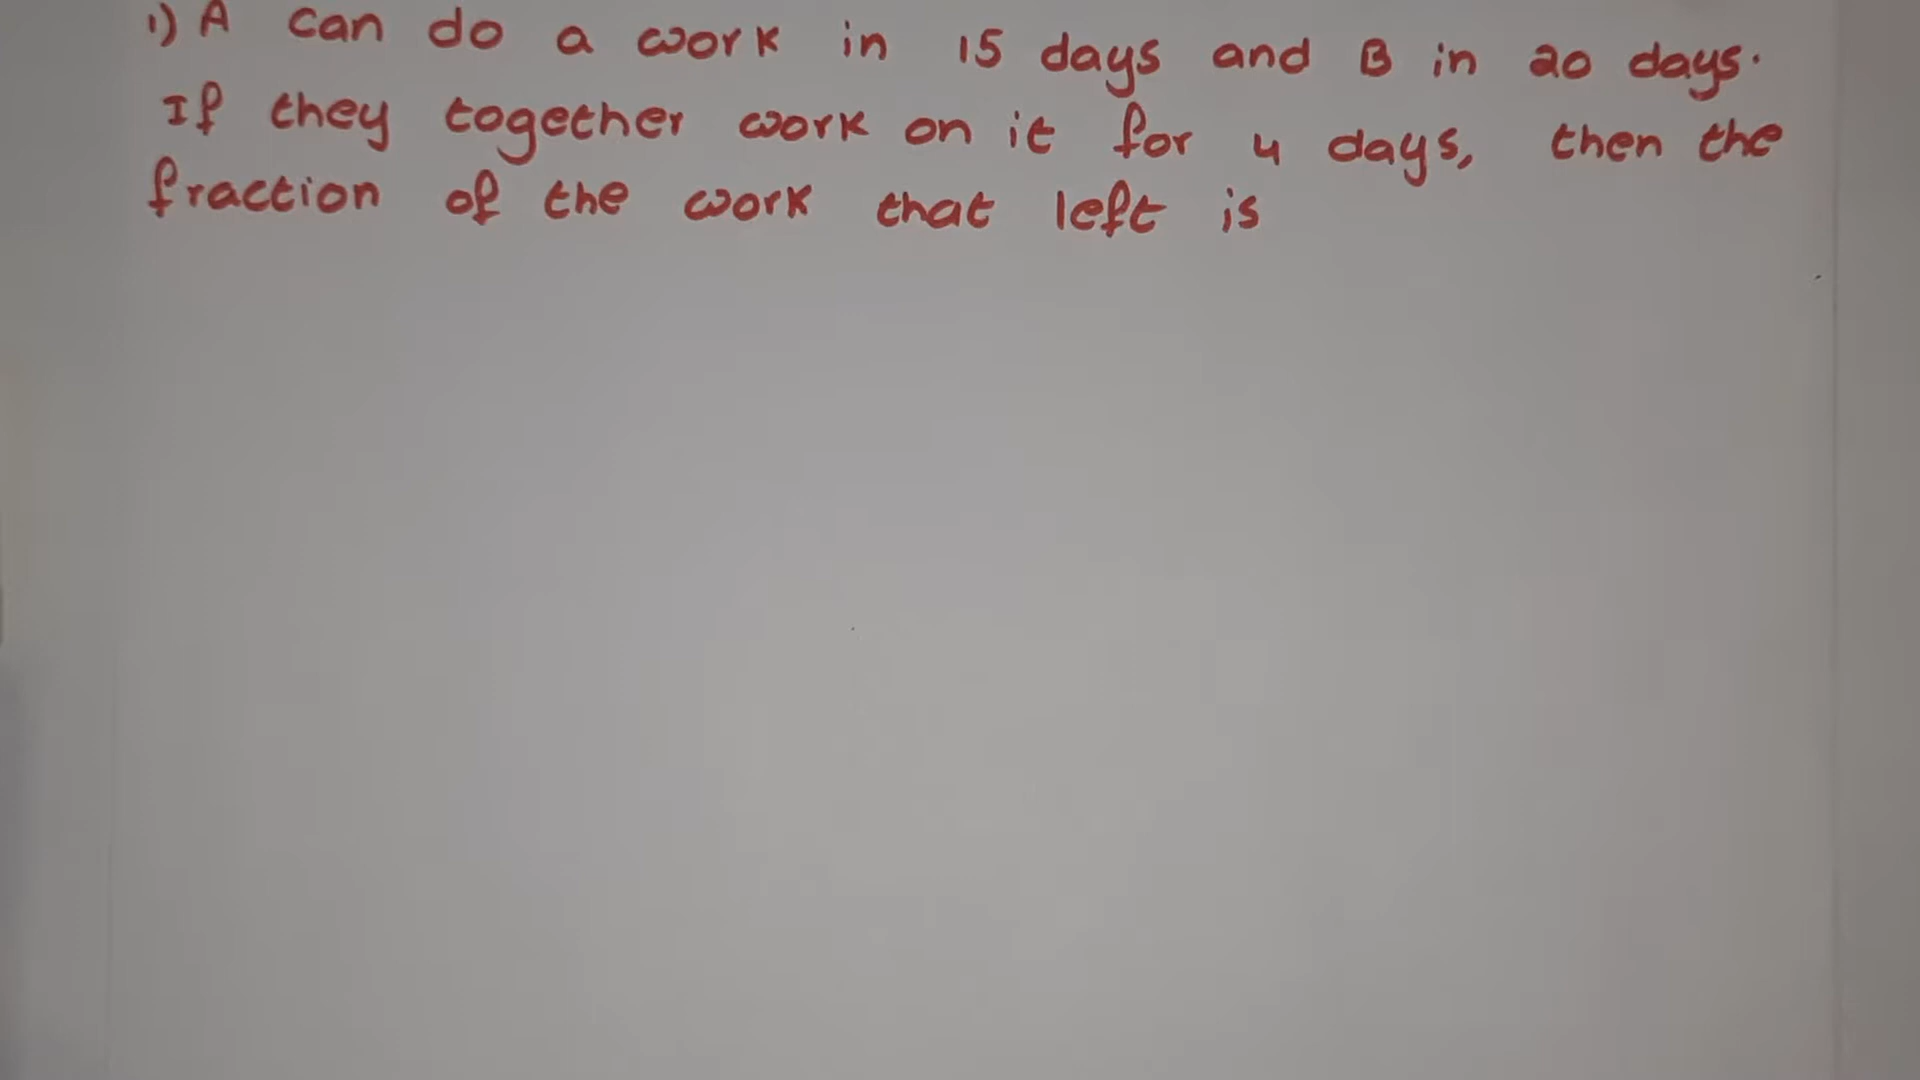 1) A can do a work in 15 days and B in 20 days.
If they together work on it for 4 days, then the
fraction of the work that left is